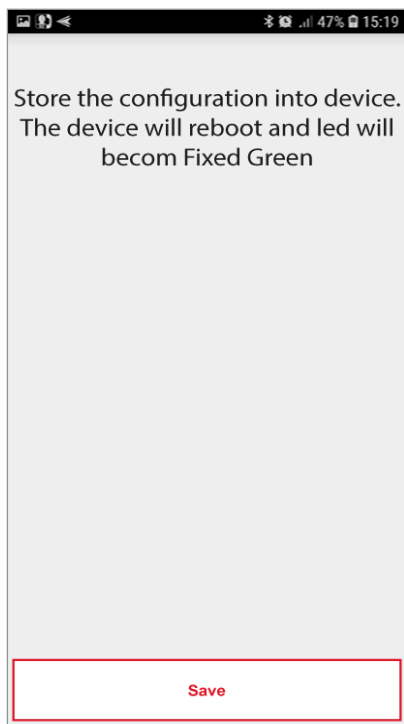 47% 15:19
Store the configuration into device.
The device will reboot and led will
becom Fixed Green
Save